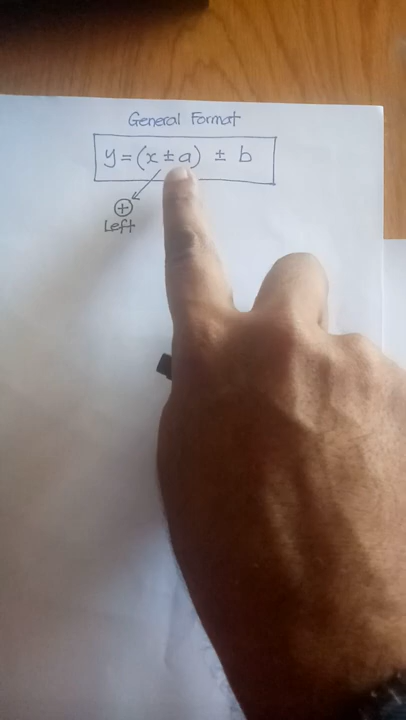 General Format
y = (x ± a) ± b
⊕
Left